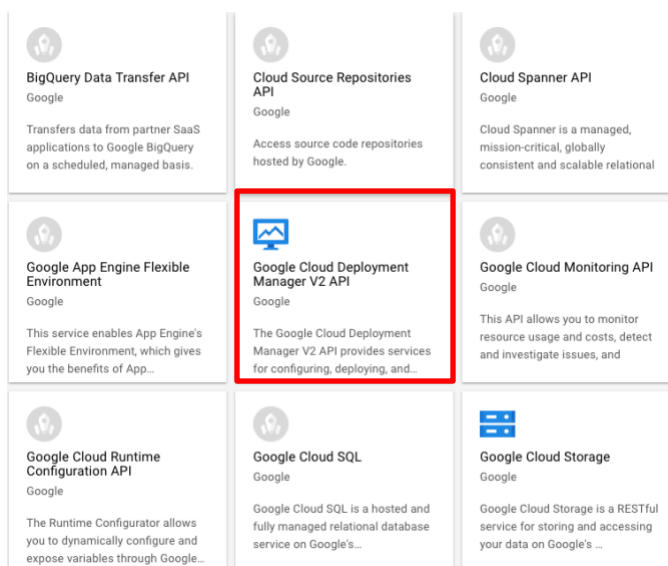 BigQuery Data Transfer API
Google
Transfers data from partner SaaS
applications to Google BigQuery
on a scheduled, managed basis.
Cloud Source Repositories
API
Google
Access source code repositories
hosted by Google.
Cloud Spanner API
Google
Cloud Spanner is a managed,
mission-critical, globally
consistent and scalable relational
Google App Engine Flexible
Environment
Google
This service enables App Engine's
Flexible Environment, which gives
you the benefits of App...
Google Cloud Deployment
Manager V2 API
Google
The Google Cloud Deployment
Manager V2 API provides services
for configuring, deploying, and...
Google Cloud Monitoring API
Google
This API allows you to monitor
resource usage and costs, detect
and investigate issues, and
Google Cloud Runtime
Configuration API
Google
The Runtime Configurator allows
you to dynamically configure and
expose variables through Google...
Google Cloud SQL
Google
Google Cloud SQL is a hosted and
fully managed relational database
service on Google's...
Google Cloud Storage
Google
Google Cloud Storage is a RESTful
service for storing and accessing
your data on Google's ...